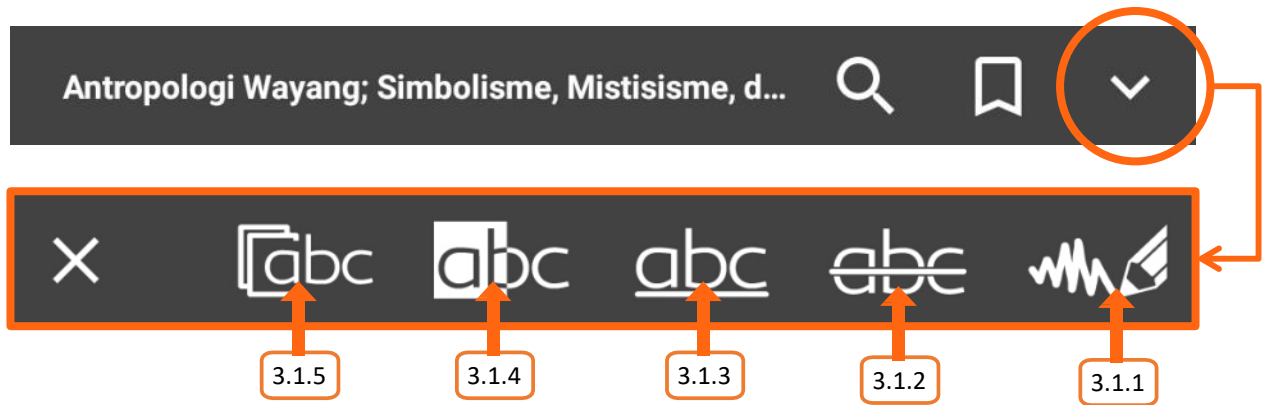 Antropologi Wayang; Simbolisme, Mistisisme, d...
abc abc abc abc
3.1.5 3.1.4 3.1.3 3.1.2 3.1.1